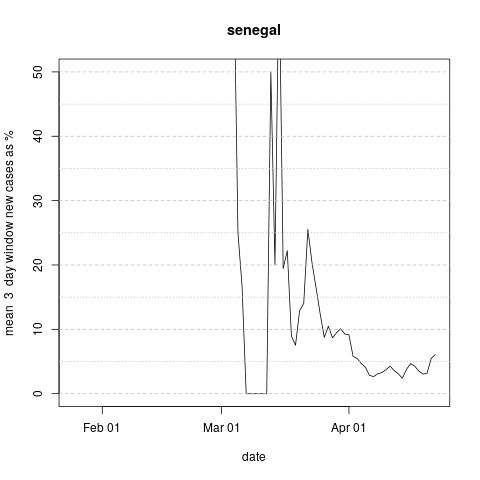 senegal
50
40
30
20
10
0
mean 3 day window new cases as %
Feb 01
Mar 01
Apr 01
date